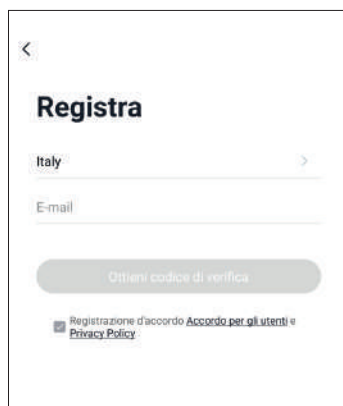 Registra
Italy
E-mail
Ottieni codice di verifica
Registrazione d'accordo Accordo per gli utenti e
Privacy Policy